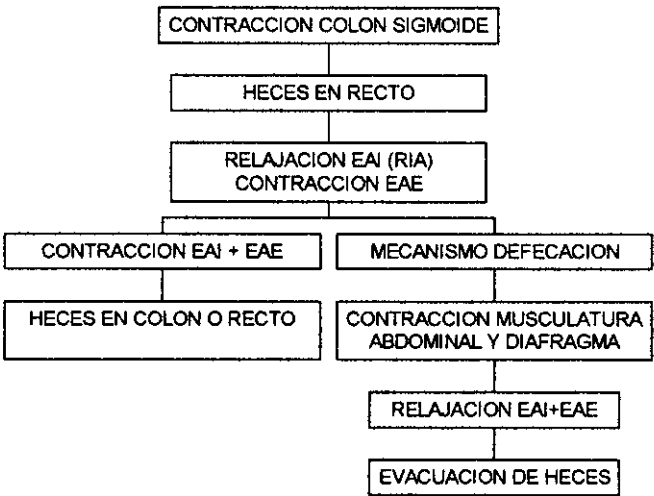 CONTRACCION COLON SIGMOIDE
HECES EN RECTO
RELAJACION EAI (RIA)
CONTRACCION EAE
CONTRACCION EAI + EAE
MECANISMO DEFECACION
HECES EN COLON O RECTO
CONTRACCION MUSCULATURA
ABDOMINAL Y DIAFRAGMA
RELAJACION EAI+EAE
EVACUACION DE HECES